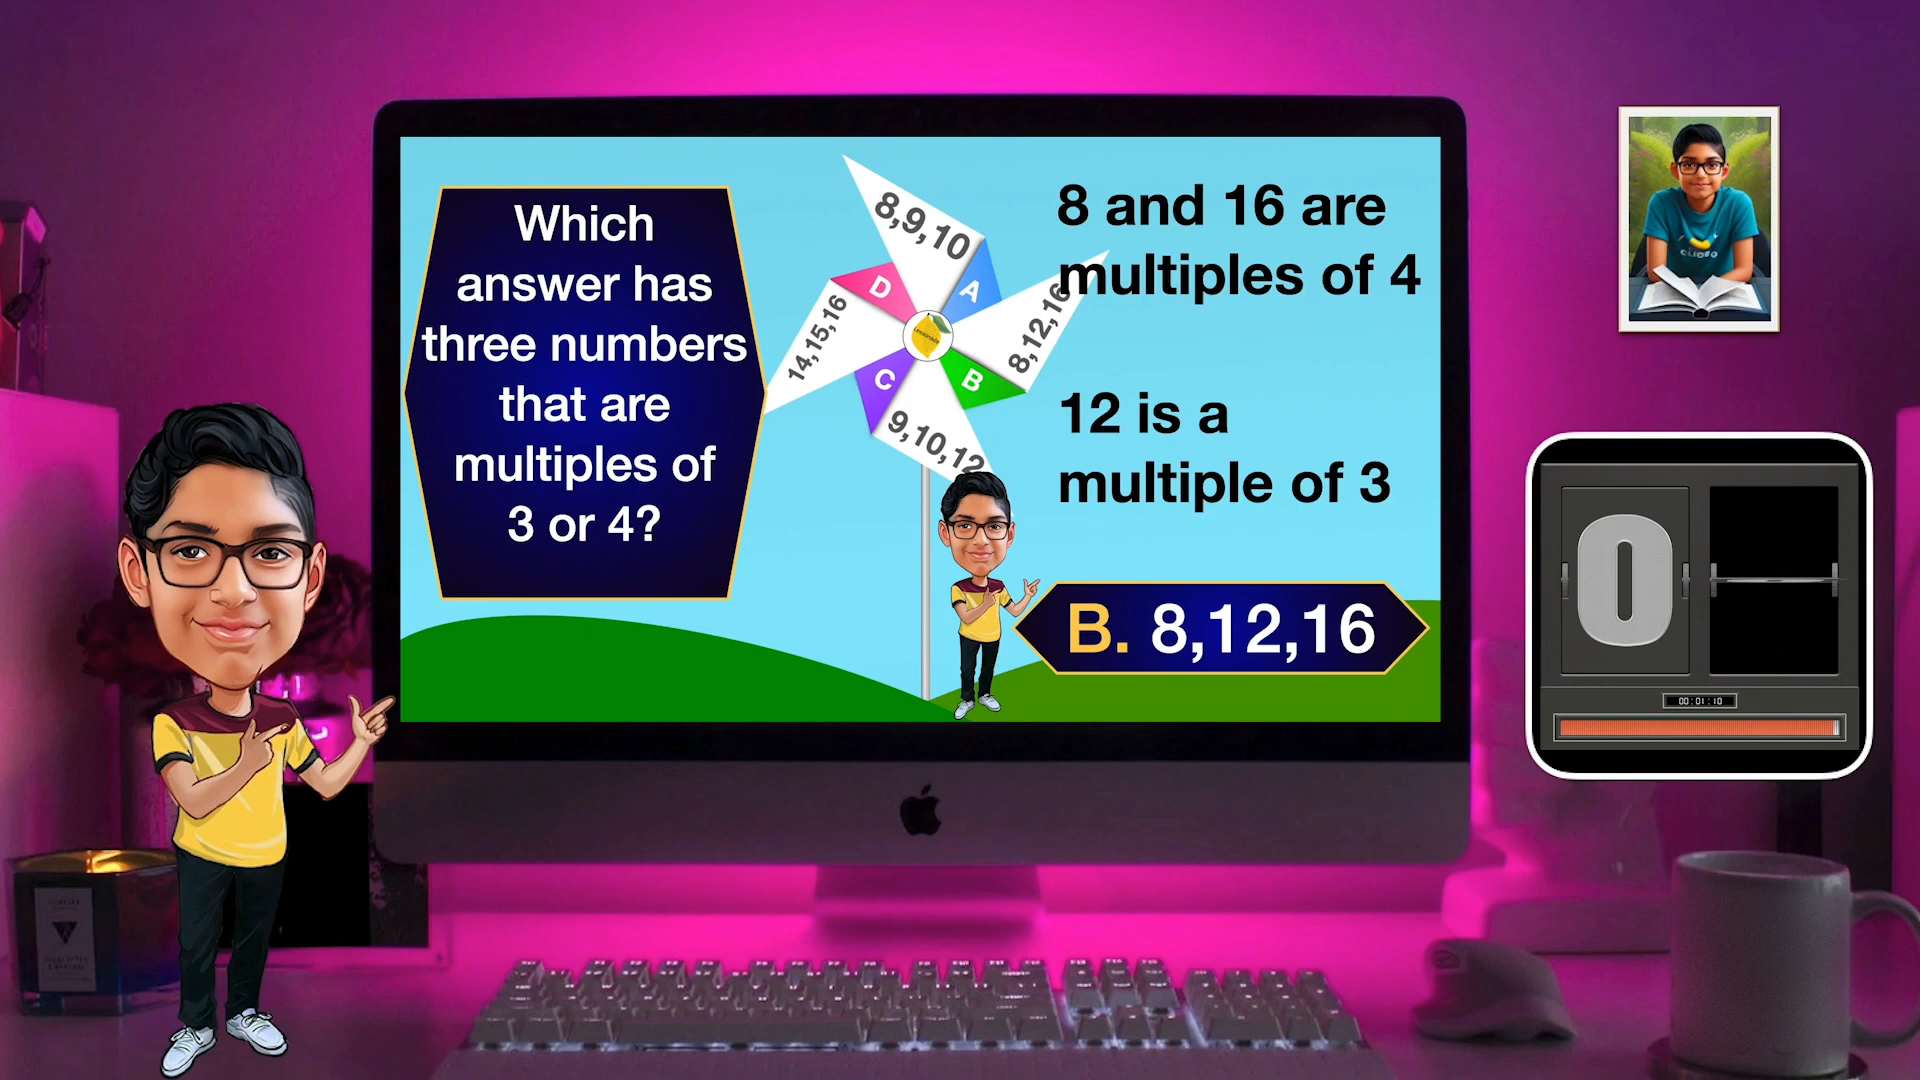 Which
answer has
three numbers
that are
multiples of
3 or 4?
8,9,10
A
8,12,16
B
9,10,12
C
14,15,16
D
8 and 16 are
multiples of 4
12 is a
multiple of 3
B. 8,12,16
0
00:01:10